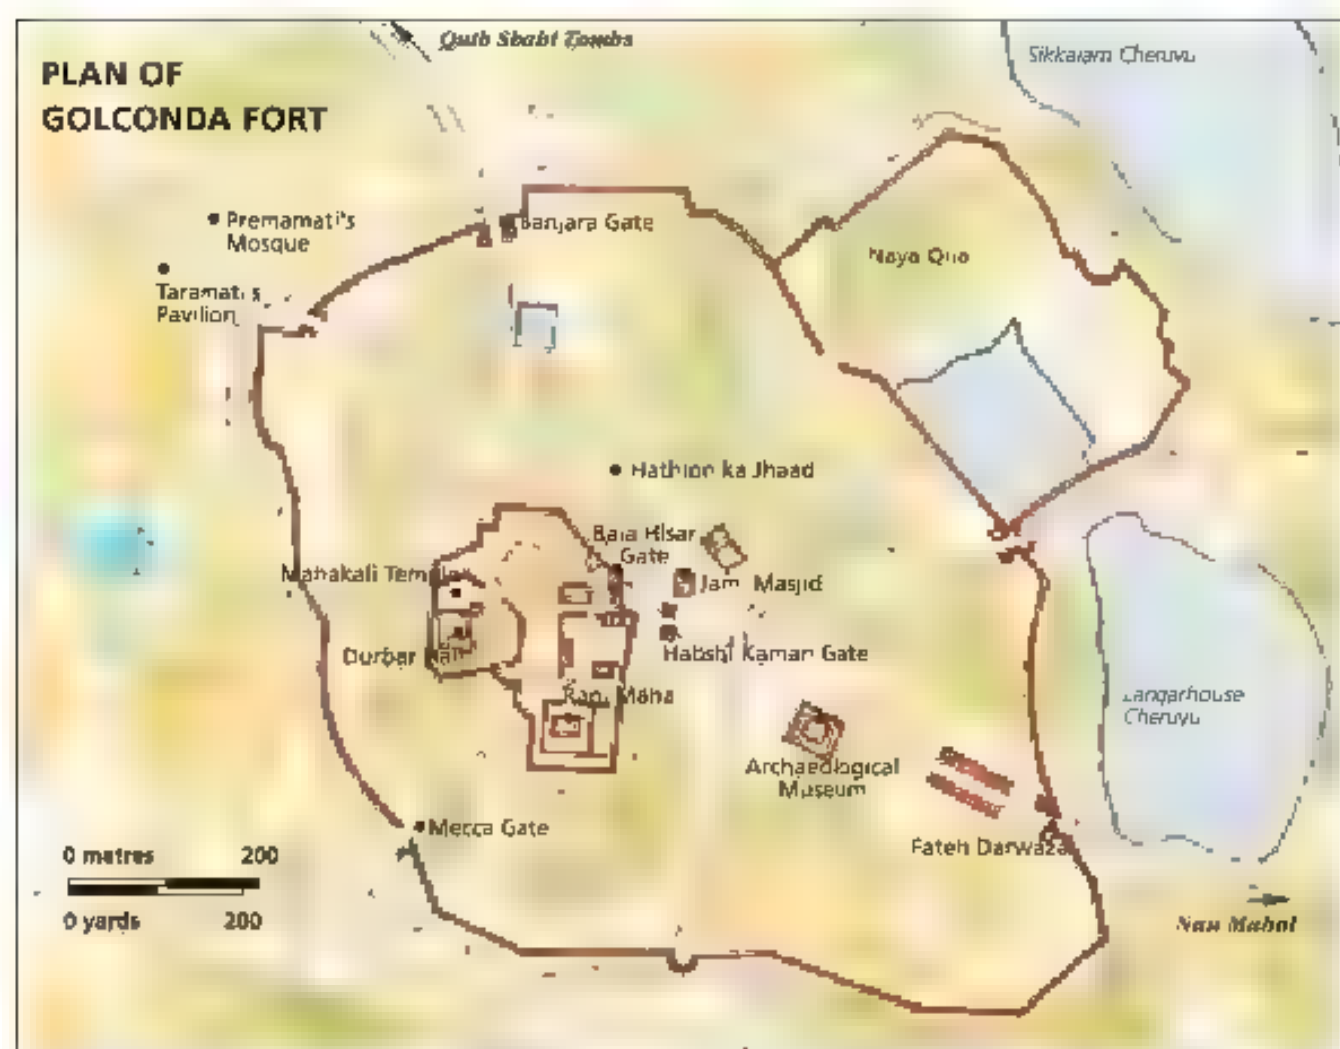 PLAN OF
GOLCONDA FORT
Qutb Shahi Tombs
Sikkaram Cheruvu
Premamati's
Mosque
Taramati's
Pavilion
Banjara Gate
Naya Qua
Hathion ka Jhaad
Bala Hisar
Gate
Mahakali Temple
Jami Masjid
Durbar Hall
Habshi Kaman Gate
Rani Maha
Langarhouse
Cheruvu
Archaeological
Museum
Mecca Gate
Fateh Darwaza
0 metres 200
0 yards 200
Nau Mahal